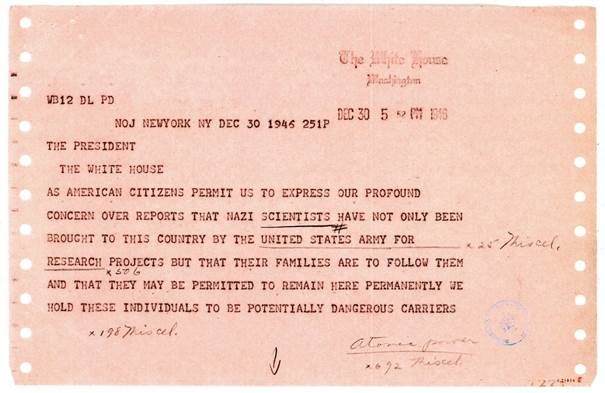 The White House
Washington
WB12 DL PD
NOJ NEWYORK NY DEC 30 1946 251P
DEC 30 5 52 PM 1946
THE PRESIDENT
THE WHITE HOUSE
AS AMERICAN CITIZENS PERMIT US TO EXPRESS OUR PROFOUND
CONCERN OVER REPORTS THAT NAZI SCIENTISTS HAVE NOT ONLY BEEN
BROUGHT TO THIS COUNTRY BY THE UNITED STATES ARMY FOR
x 25 Miscel.
RESEARCH PROJECTS BUT THAT THEIR FAMILIES ARE TO FOLLOW THEM
x 50 6
AND THAT THEY MAY BE PERMITTED TO REMAIN HERE PERMANENTLY WE
HOLD THESE INDIVIDUALS TO BE POTENTIALLY DANGEROUS CARRIERS
x 198 Miscel.
Atomic power
x 692 Miscel.